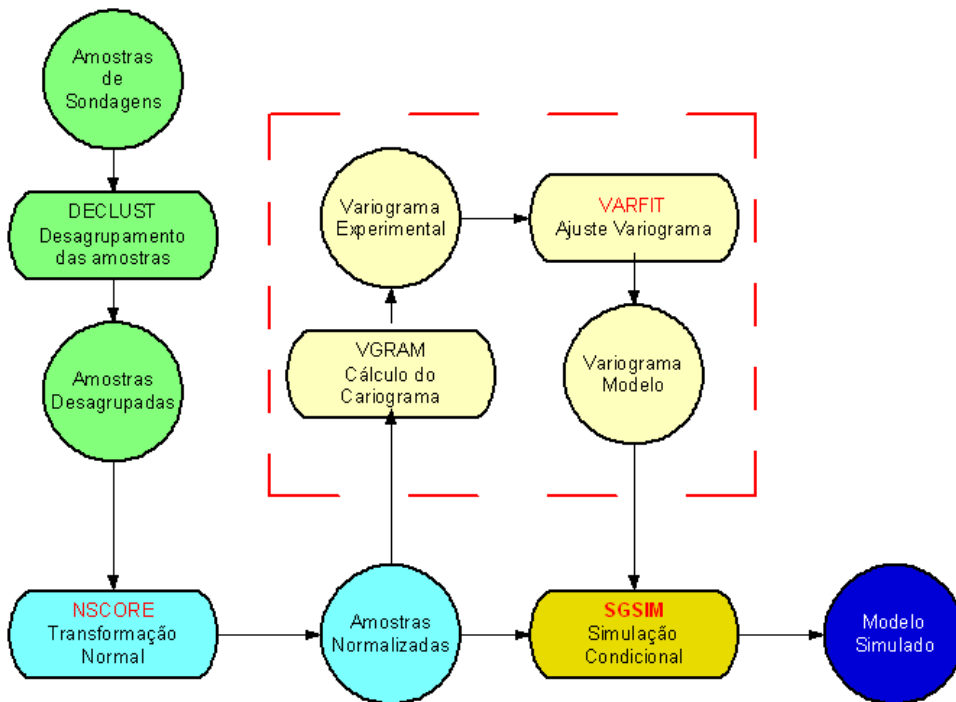 Amostras
de
Sondagens
DECLUST
Desagrupamento
das amostras
Amostras
Desagrupadas
NSCORE
Transformação
Normal
Amostras
Normalizadas
VGRAM
Cálculo do
Cariograma
Variograma
Experimental
VARFIT
Ajuste Variograma
Variograma
Modelo
SGSIM
Simulação
Condicional
Modelo
Simulado